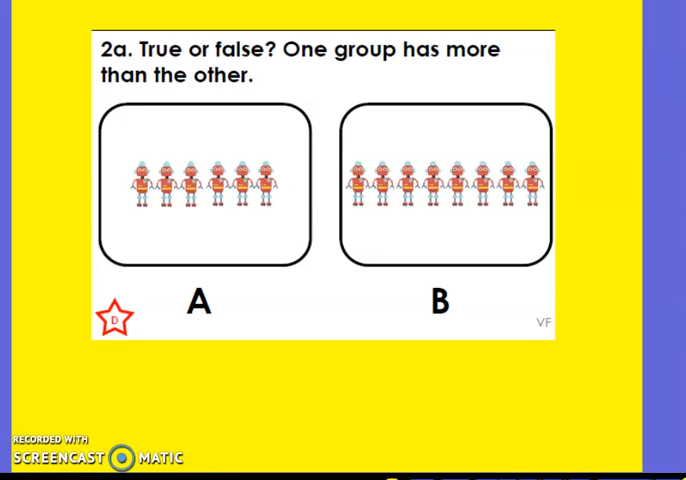 2a. True or false? One group has more
than the other.
A
B
D
VF
RECORDED WITH
SCREENCAST MATIC